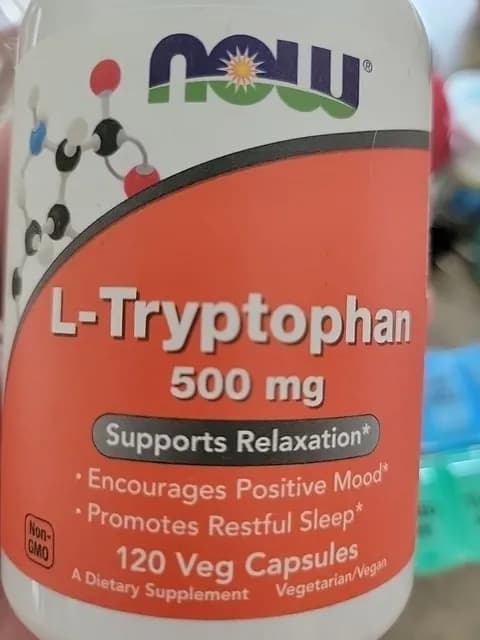 NOW®
L-Tryptophan
500 mg
Supports Relaxation*
· Encourages Positive Mood*
· Promotes Restful Sleep*
Non-
GMO
120 Veg Capsules
A Dietary Supplement Vegetarian/Vegan